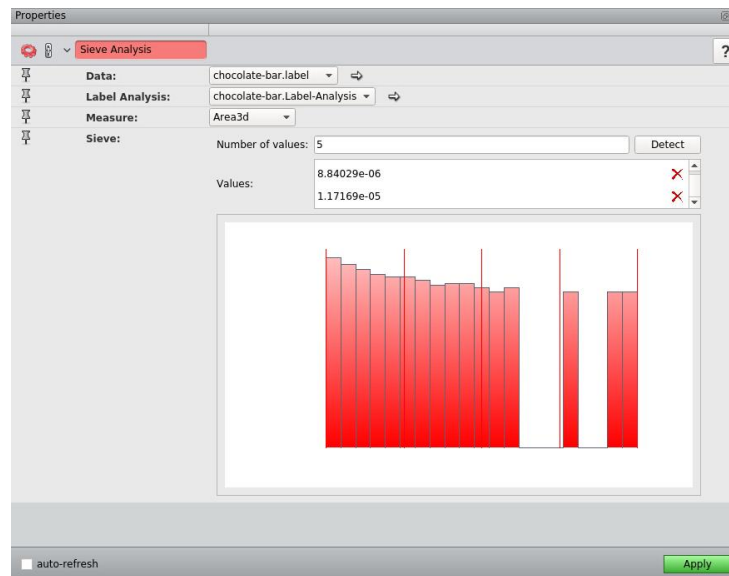 Properties
Sieve Analysis
?
Data: chocolate-bar.label
Label Analysis: chocolate-bar.Label-Analysis
Measure: Area3d
Sieve:
Number of values: 5 Detect
Values:
8.84029e-06
1.17169e-05
auto-refresh
Apply